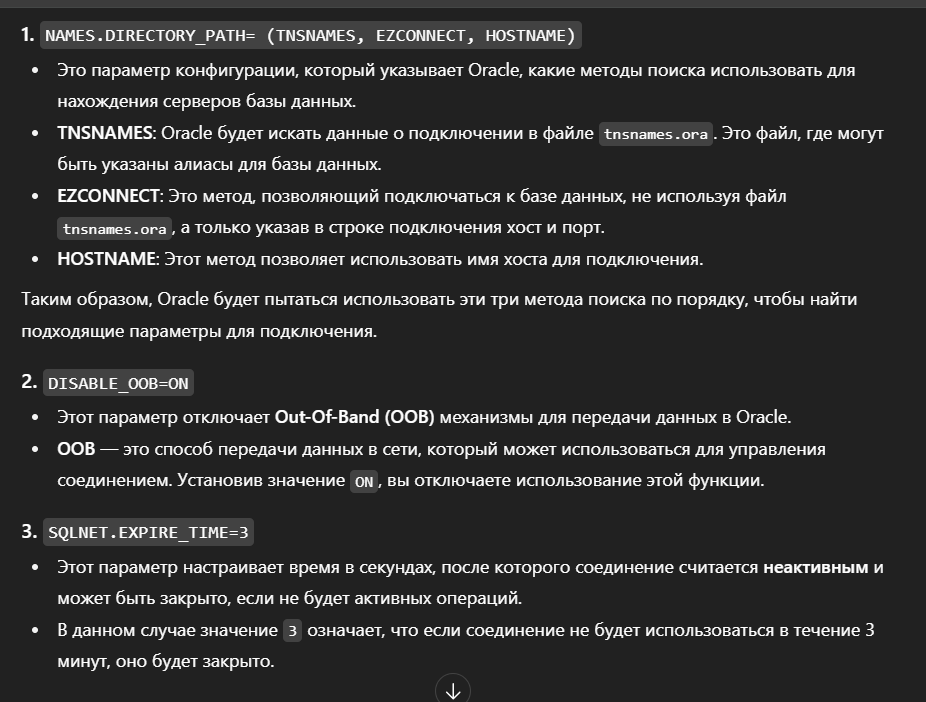 1. NAMES.DIRECTORY_PATH= (TNSNAMES, EZCONNECT, HOSTNAME)
• Это параметр конфигурации, который указывает Oracle, какие методы поиска использовать для
нахождения серверов базы данных.
• TNSNAMES: Oracle будет искать данные о подключении в файле tnsnames.ora. Это файл, где могут
быть указаны алиасы для базы данных.
• EZCONNECT: Это метод, позволяющий подключаться к базе данных, не используя файл
tnsnames.ora, а только указав в строке подключения хост и порт.
• HOSTNAME: Этот метод позволяет использовать имя хоста для подключения.
Таким образом, Oracle будет пытаться использовать эти три метода поиска по порядку, чтобы найти
подходящие параметры для подключения.
2. DISABLE_OOB=ON
• Этот параметр отключает Out-Of-Band (OOB) механизмы для передачи данных в Oracle.
• OOB — это способ передачи данных в сети, который может использоваться для управления
соединением. Установив значение ON, вы отключаете использование этой функции.
3. SQLNET.EXPIRE_TIME=3
• Этот параметр настраивает время в секундах, после которого соединение считается неактивным и
может быть закрыто, если не будет активных операций.
• В данном случае значение 3 означает, что если соединение не будет использоваться в течение 3
минут, оно будет закрыто.